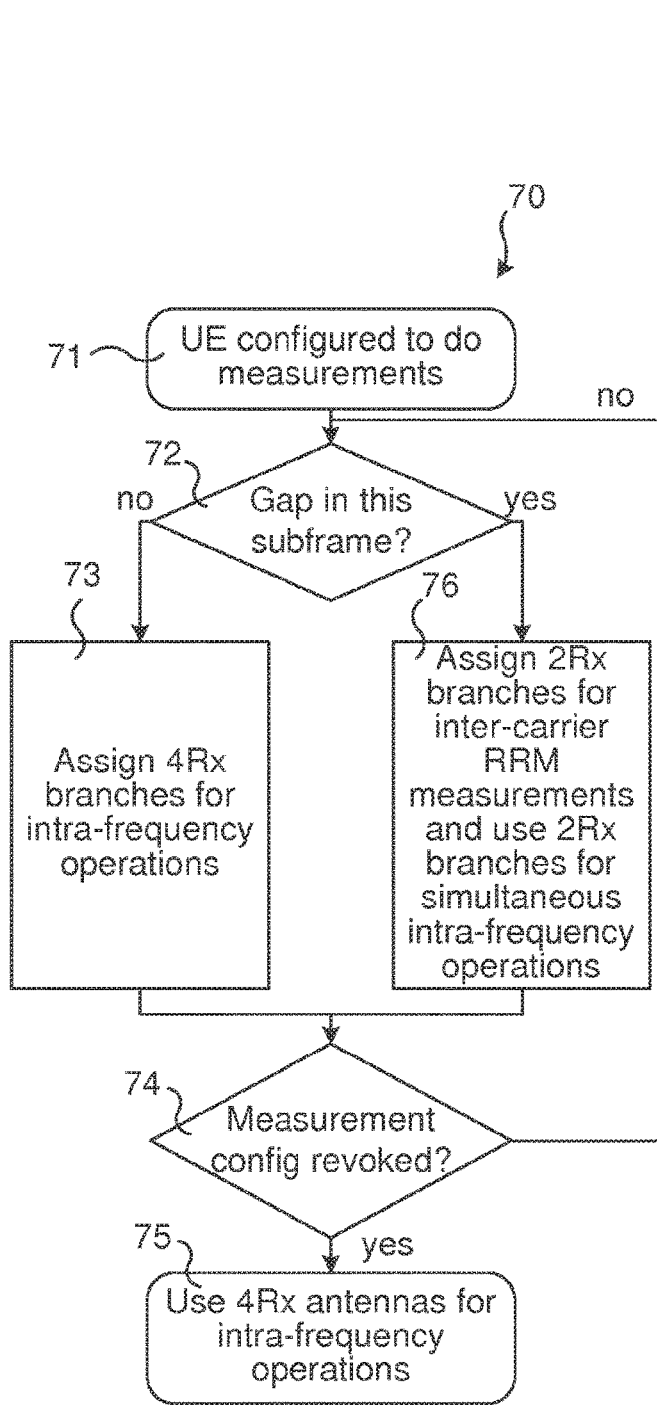 70
71
UE configured to do
measurements
no
72
no
Gap in this
subframe?
yes
73
Assign 4Rx
branches for
intra-frequency
operations
76
Assign 2Rx
branches for
inter-carrier
RRM
measurements
and use 2Rx
branches for
simultaneous
intra-frequency
operations
74
Measurement
config revoked?
75
yes
Use 4Rx antennas for
intra-frequency
operations